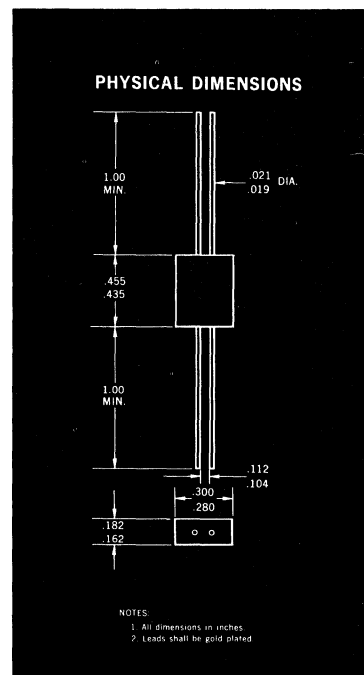 PHYSICAL DIMENSIONS
1.00
MIN.
.021
.019 DIA.
.455
.435
1.00
MIN.
.112
.104
.300
.280
.182
.162
NOTES:
1. All dimensions in inches
2. Leads shall be gold plated